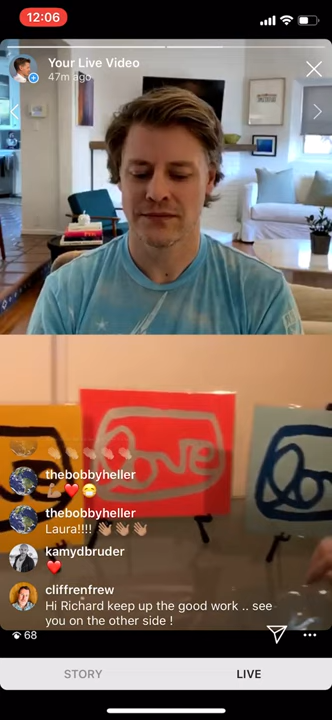 12:06
Your Live Video
47m ago
Love
thebobbyheller
thebobbyheller
Laura!!!!
kamydbruder
cliffrenfrew
Hi Richard keep up the good work .. see
you on the other side !
68
STORY
LIVE